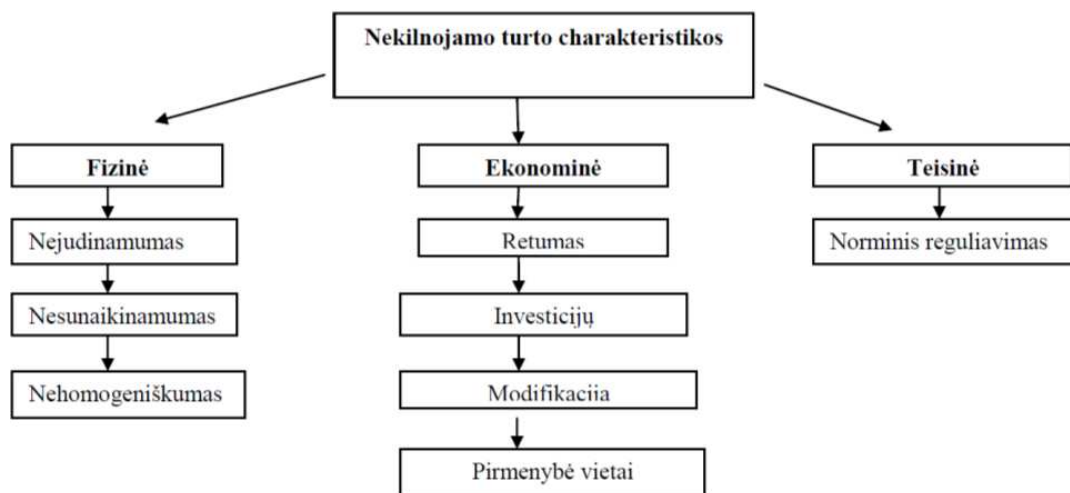 Nekilnojamo turto charakteristikos
Fizinė
Ekonominė
Teisinė
Nejudinamumas
Retumas
Norminis reguliavimas
Nesunaikinamumas
Investicijų
Nehomogeniškumas
Modifikacija
Pirmenybė vietai